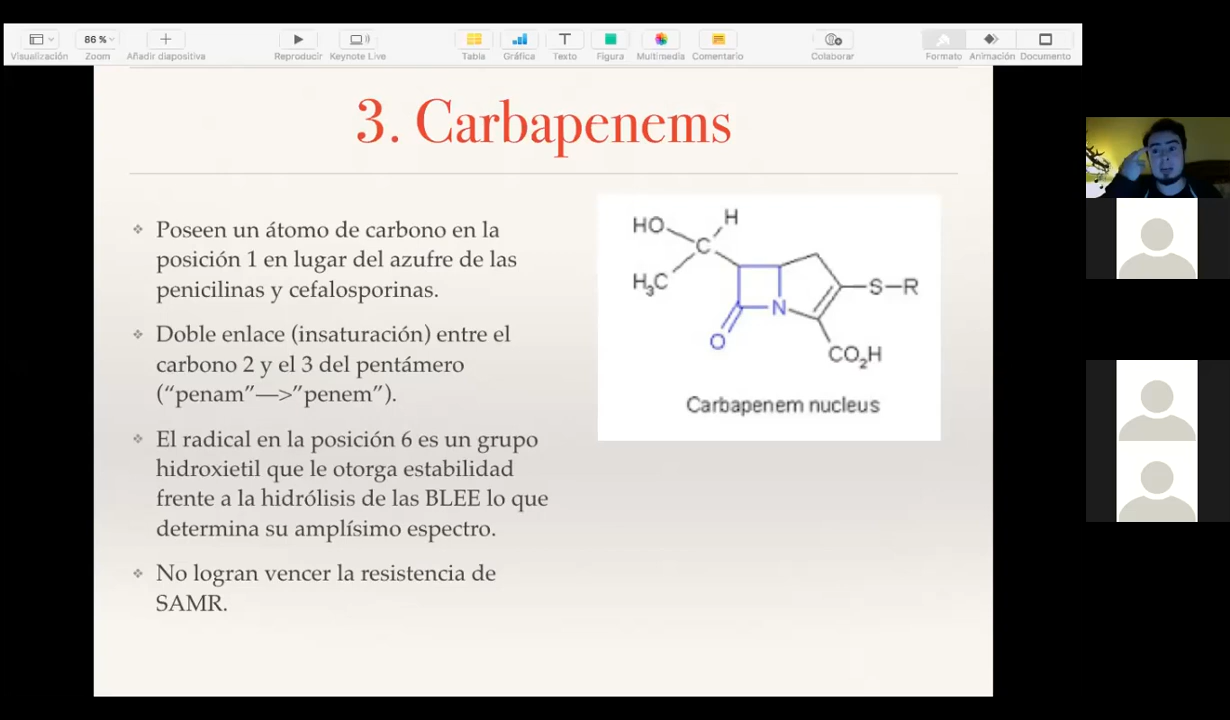 86 %
Visualización
Zoom
Añadir diapositiva
Reproducir
Keynote Live
Tabla
Gráfica
Texto
Figura
Multimedia
Comentario
Colaborar
Formato
Animación
Documento
3. Carbapenems
Poseen un átomo de carbono en la
posición 1 en lugar del azufre de las
penicilinas y cefalosporinas.
Doble enlace (insaturación) entre el
carbono 2 y el 3 del pentámero
(“penam”—>”penem”).
El radical en la posición 6 es un grupo
hidroxietil que le otorga estabilidad
frente a la hidrólisis de las BLEE lo que
determina su amplísimo espectro.
No logran vencer la resistencia de
SAMR.
HO
H
C
H₃C
S—R
N
O
CO₂H
Carbapenem nucleus